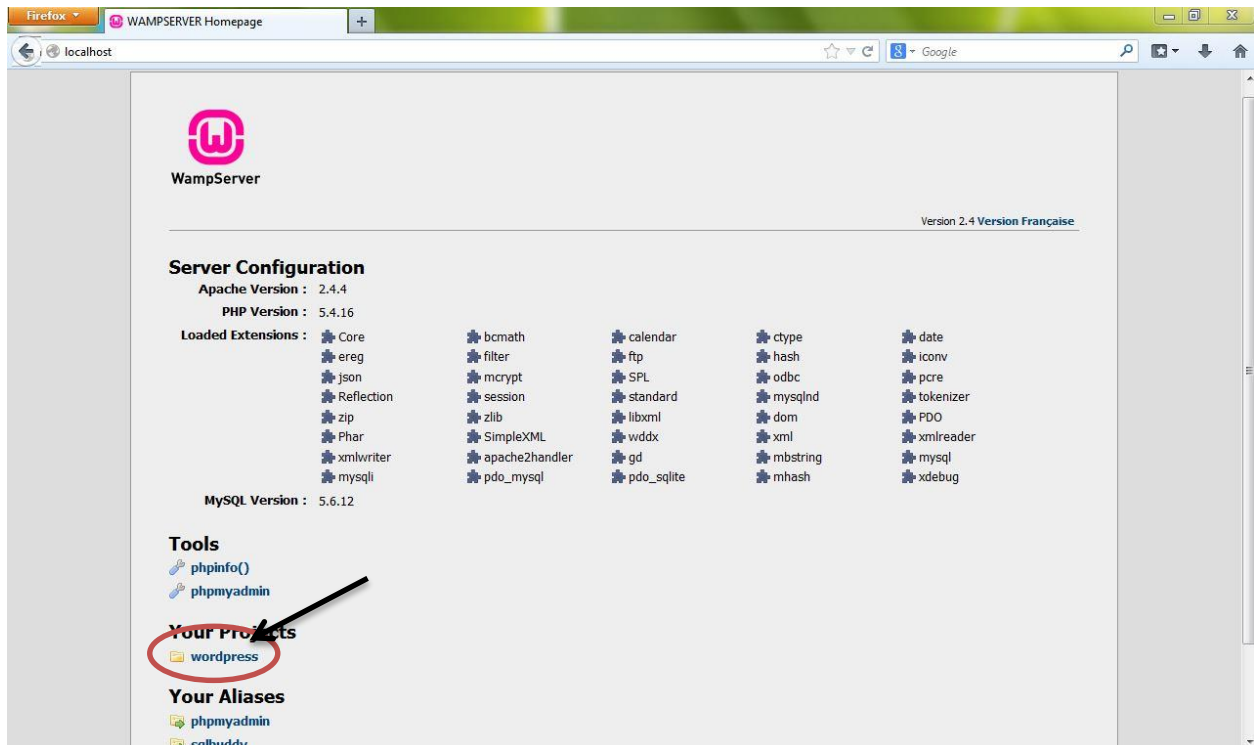 Firefox
WAMPSERVER Homepage
localhost
Google
WampServer
Version 2.4 Version Française
Server Configuration
Apache Version : 2.4.4
PHP Version : 5.4.16
Loaded Extensions : Core bcmath calendar ctype date
ereg filter ftp hash iconv
json mcrypt SPL odbc pcre
Reflection session standard mysqlnd tokenizer
zip zlib libxml dom PDO
Phar SimpleXML wddx xml xmlreader
xmlwriter apache2handler gd mbstring mysql
mysqli pdo_mysql pdo_sqlite mhash xdebug
MySQL Version : 5.6.12
Tools
phpinfo()
phpmyadmin
Your Projects
wordpress
Your Aliases
phpmyadmin
sqlbuddy